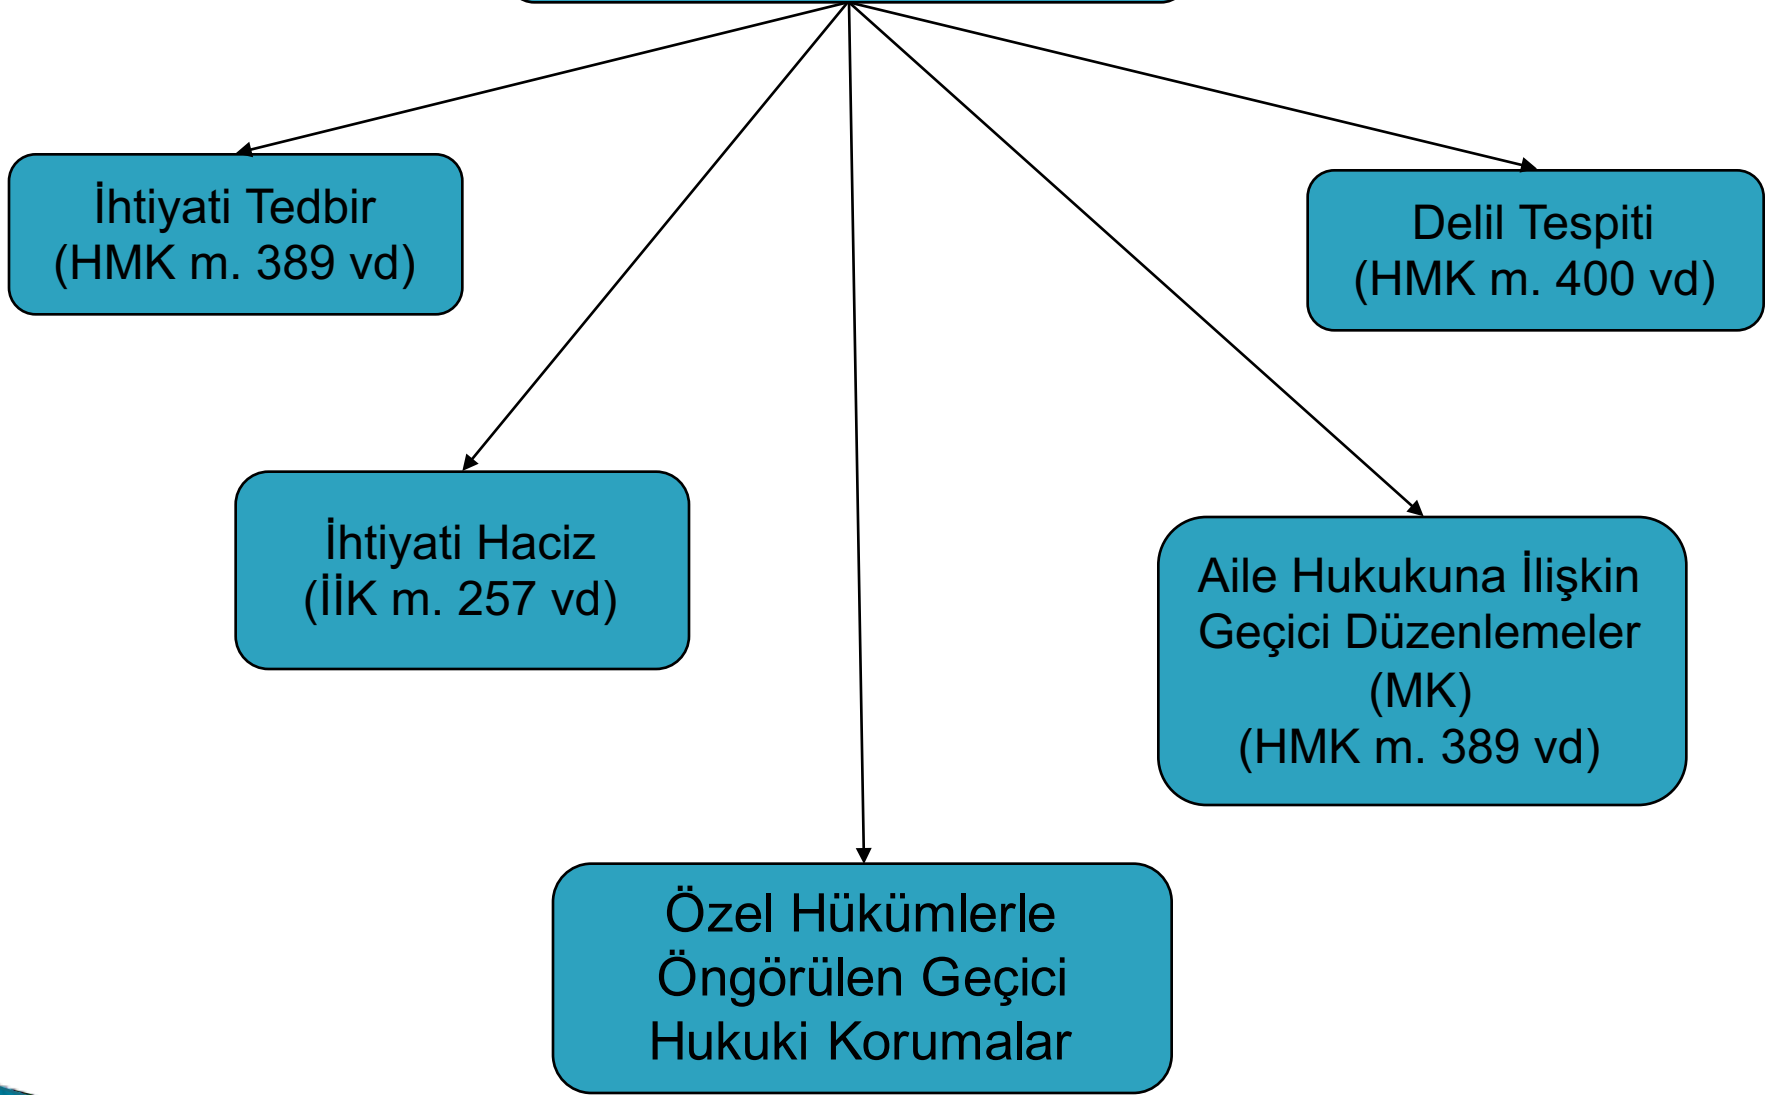 İhtiyati Tedbir
(HMK m. 389 vd)
Delil Tespiti
(HMK m. 400 vd)
İhtiyati Haciz
(İİK m. 257 vd)
Aile Hukukuna İlişkin
Geçici Düzenlemeler
(MK)
(HMK m. 389 vd)
Özel Hükümlerle
Öngörülen Geçici
Hukuki Korumalar